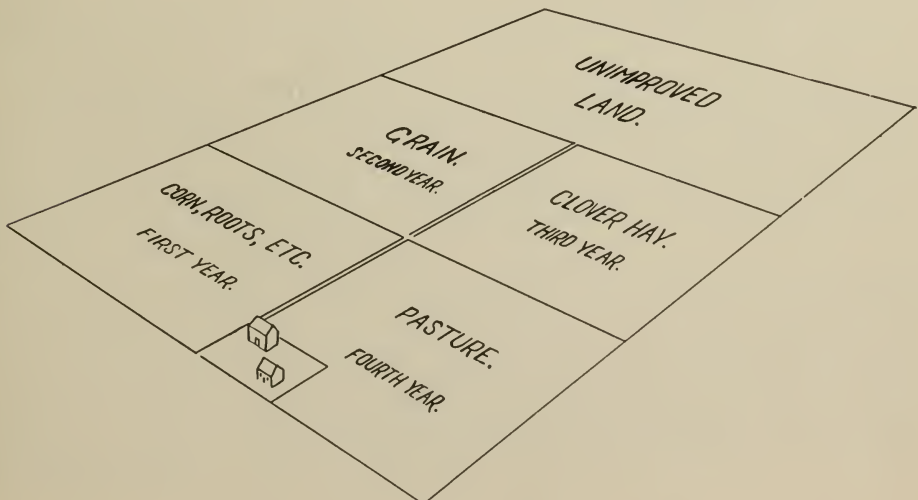 UNIMPROVED
LAND.
GRAIN.
SECOND YEAR.
CLOVER HAY.
THIRD YEAR.
CORN, ROOTS, ETC.
FIRST YEAR.
PASTURE.
FOURTH YEAR.